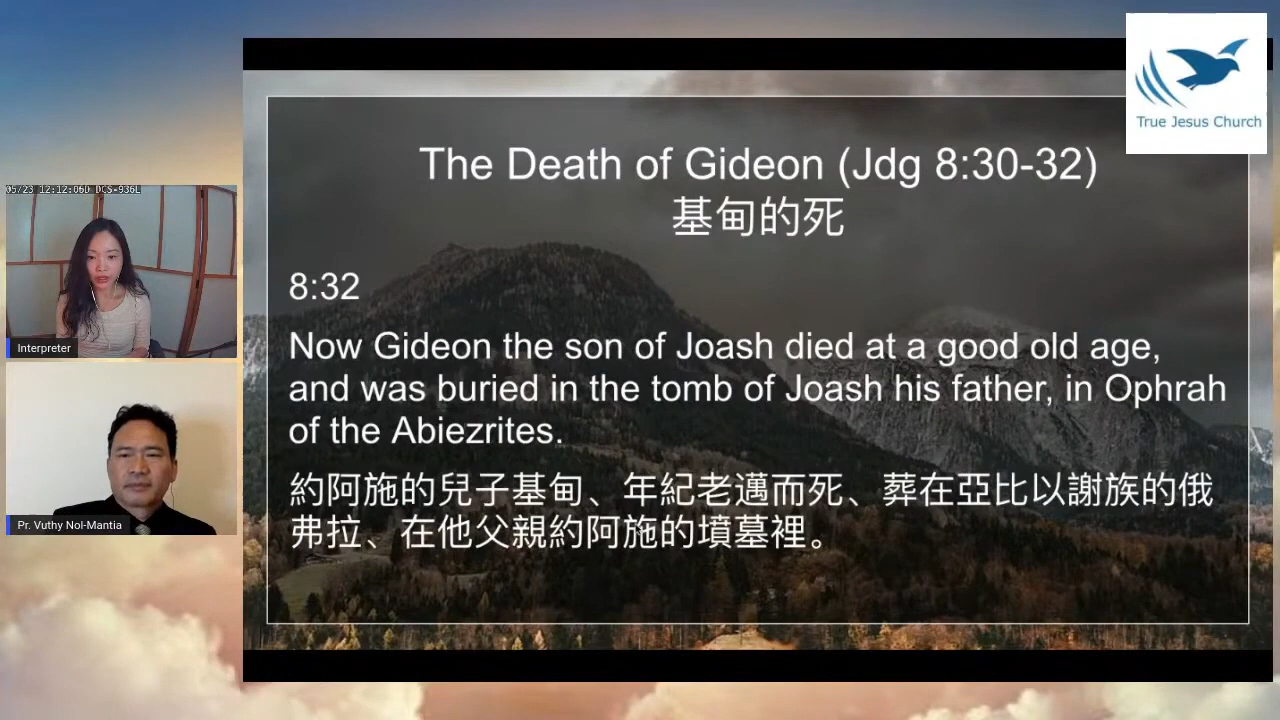 True Jesus Church
The Death of Gideon (Jdg 8:30-32)
基甸的死
8:32
Now Gideon the son of Joash died at a good old age,
and was buried in the tomb of Joash his father, in Ophrah
of the Abiezrites.
約阿施的兒子基甸、年紀老邁而死、葬在亞比以謝族的俄
弗拉、在他父親約阿施的墳墓裡。
05/23 12:12:06D DCS-936L
Interpreter
Pr. Vuthy Nol-Mantia